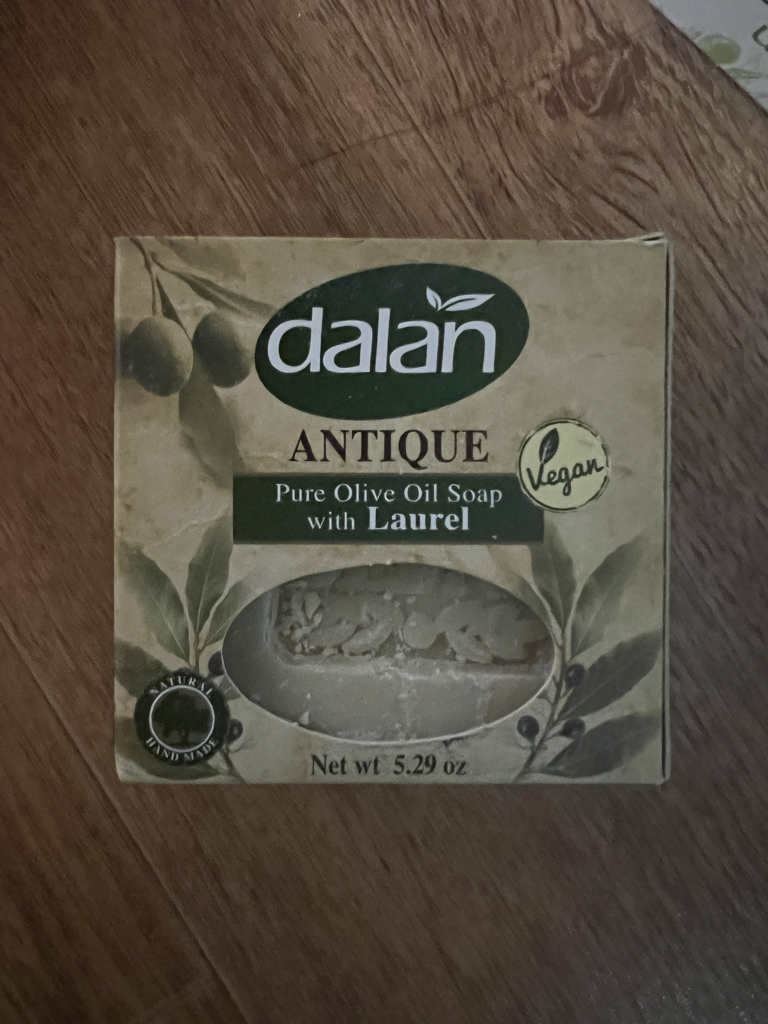 dalan
ANTIQUE
Vegan
Pure Olive Oil Soap
with Laurel
NATURAL
HAND MADE
Net wt 5.29 oz